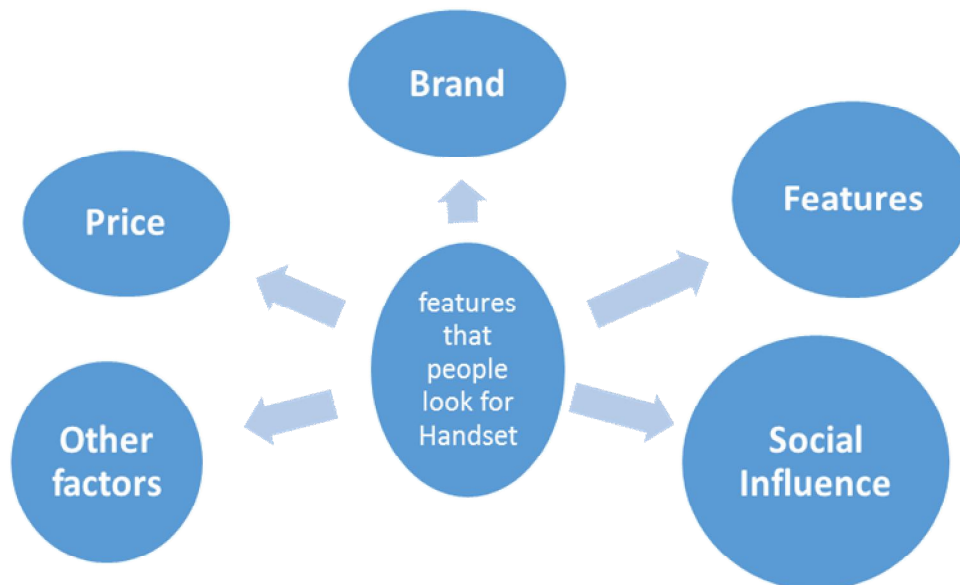 Brand
Features
Price
features
that
people
look for
Handset
Other
factors
Social
Influence